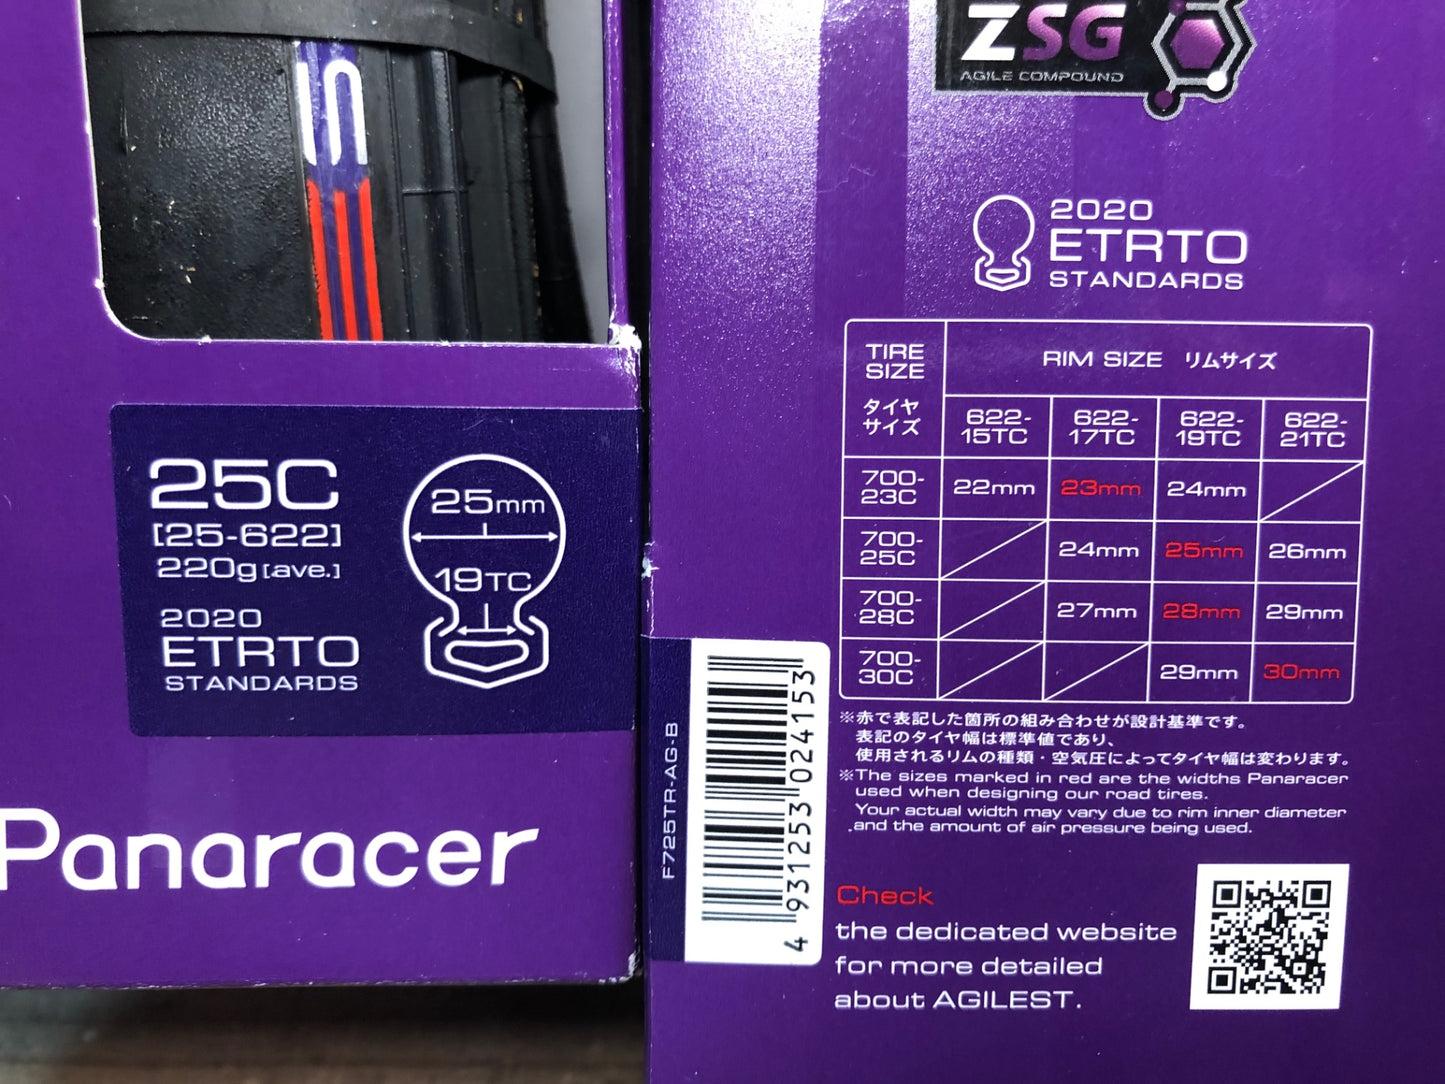 25C
[25-622]
220g[ave.]
2020
ETRTO
STANDARDS
25mm
19TC
Panaracer
ZSG
AGILE COMPOUND
2020
ETRTO
STANDARDS
TIRE SIZE
タイヤサイズ
RIM SIZE リムサイズ
622-15TC 622-17TC 622-19TC 622-21TC
700-23C 22mm 23mm 24mm
700-25C 24mm 25mm 26mm
700-28C 27mm 28mm 29mm
700-30C 29mm 30mm
※赤で表記した箇所の組み合わせが設計基準です。
表記のタイヤ幅は標準値であり、
使用されるリムの種類・空気圧によってタイヤ幅は変わります。
※The sizes marked in red are the widths Panaracer
used when designing our road tires.
Your actual width may vary due to rim inner diameter
and the amount of air pressure being used.
F725TR-AG-B
4 931253 024153
Check
the dedicated website
for more detailed
about AGILEST.